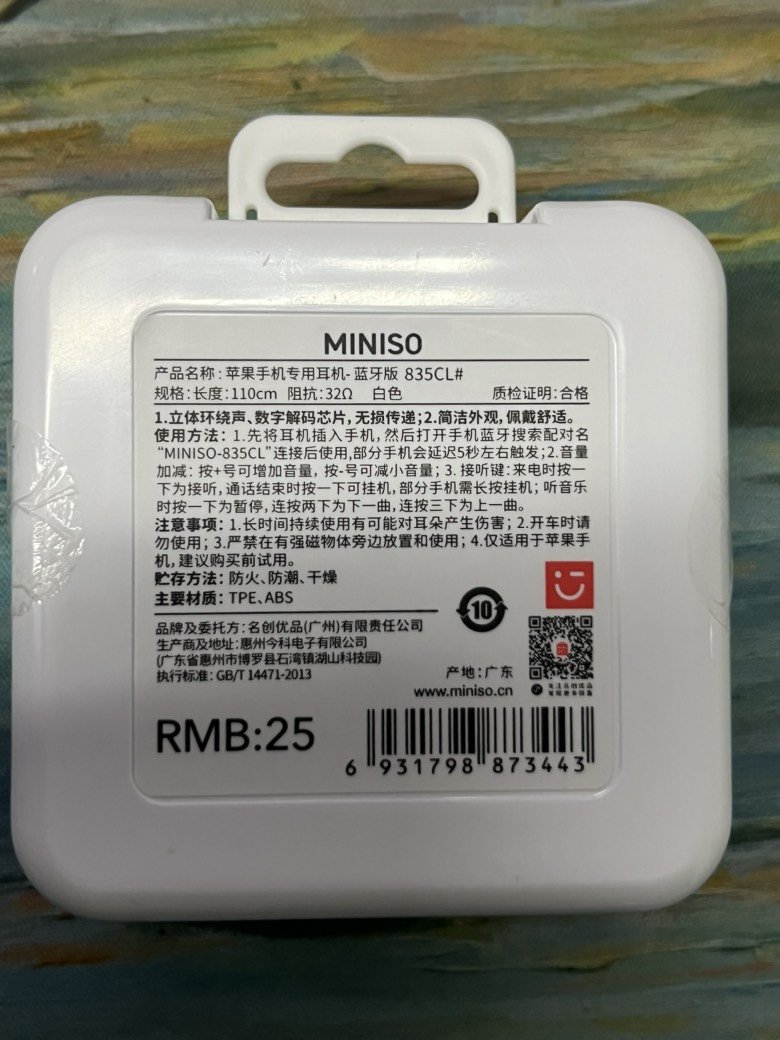 MINISO
产品名称：苹果手机专用耳机-蓝牙版 835CL#
规格：长度：110cm 阻抗：32Ω 白色 质检证明：合格
1.立体环绕声、数字解码芯片，无损传递；2.简洁外观，佩戴舒适。
使用方法：1.先将耳机插入手机，然后打开手机蓝牙搜索配对名
“MINISO-835CL”连接后使用，部分手机会延迟5秒左右触发；2.音量
加减：按+号可增加音量，按-号可减小音量；3.接听键：来电时按一
下为接听，通话结束时按一下可挂机，部分手机需长按挂机；听音乐
时按一下为暂停，连按两下为下一曲，连按三下为上一曲。
注意事项：1.长时间持续使用有可能对耳朵产生伤害；2.开车时请
勿使用；3.严禁在有强磁物体旁边放置和使用；4.仅适用于苹果手
机，建议购买前试用。
贮存方法：防火、防潮、干燥
主要材质：TPE、ABS
品牌及委托方：名创优品（广州）有限责任公司
生产商及地址：惠州今科电子有限公司
（广东省惠州市博罗县石湾镇湖山科技园）
执行标准：GB/T 14471-2013
10
产地：广东
www.miniso.cn
关注名创优品
RMB:25
6 931798 873443